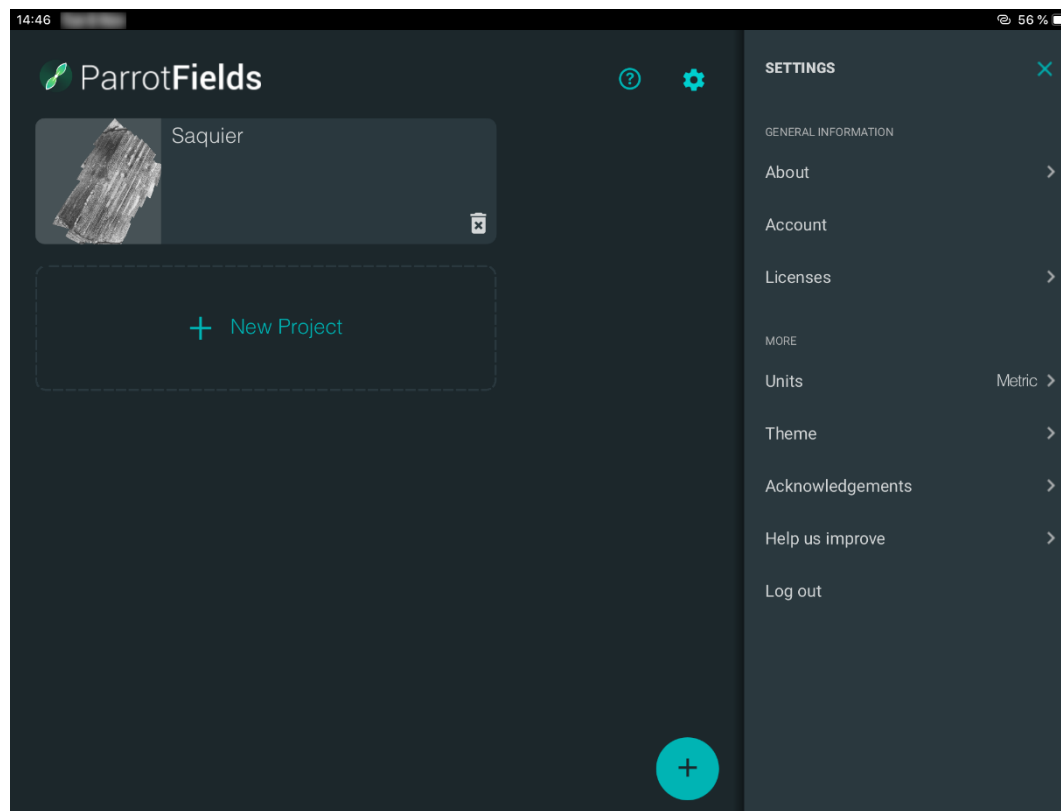 14:46
56 %
ParrotFields
Saquier
New Project
SETTINGS
GENERAL INFORMATION
About
Account
Licenses
MORE
Units Metric
Theme
Acknowledgements
Help us improve
Log out